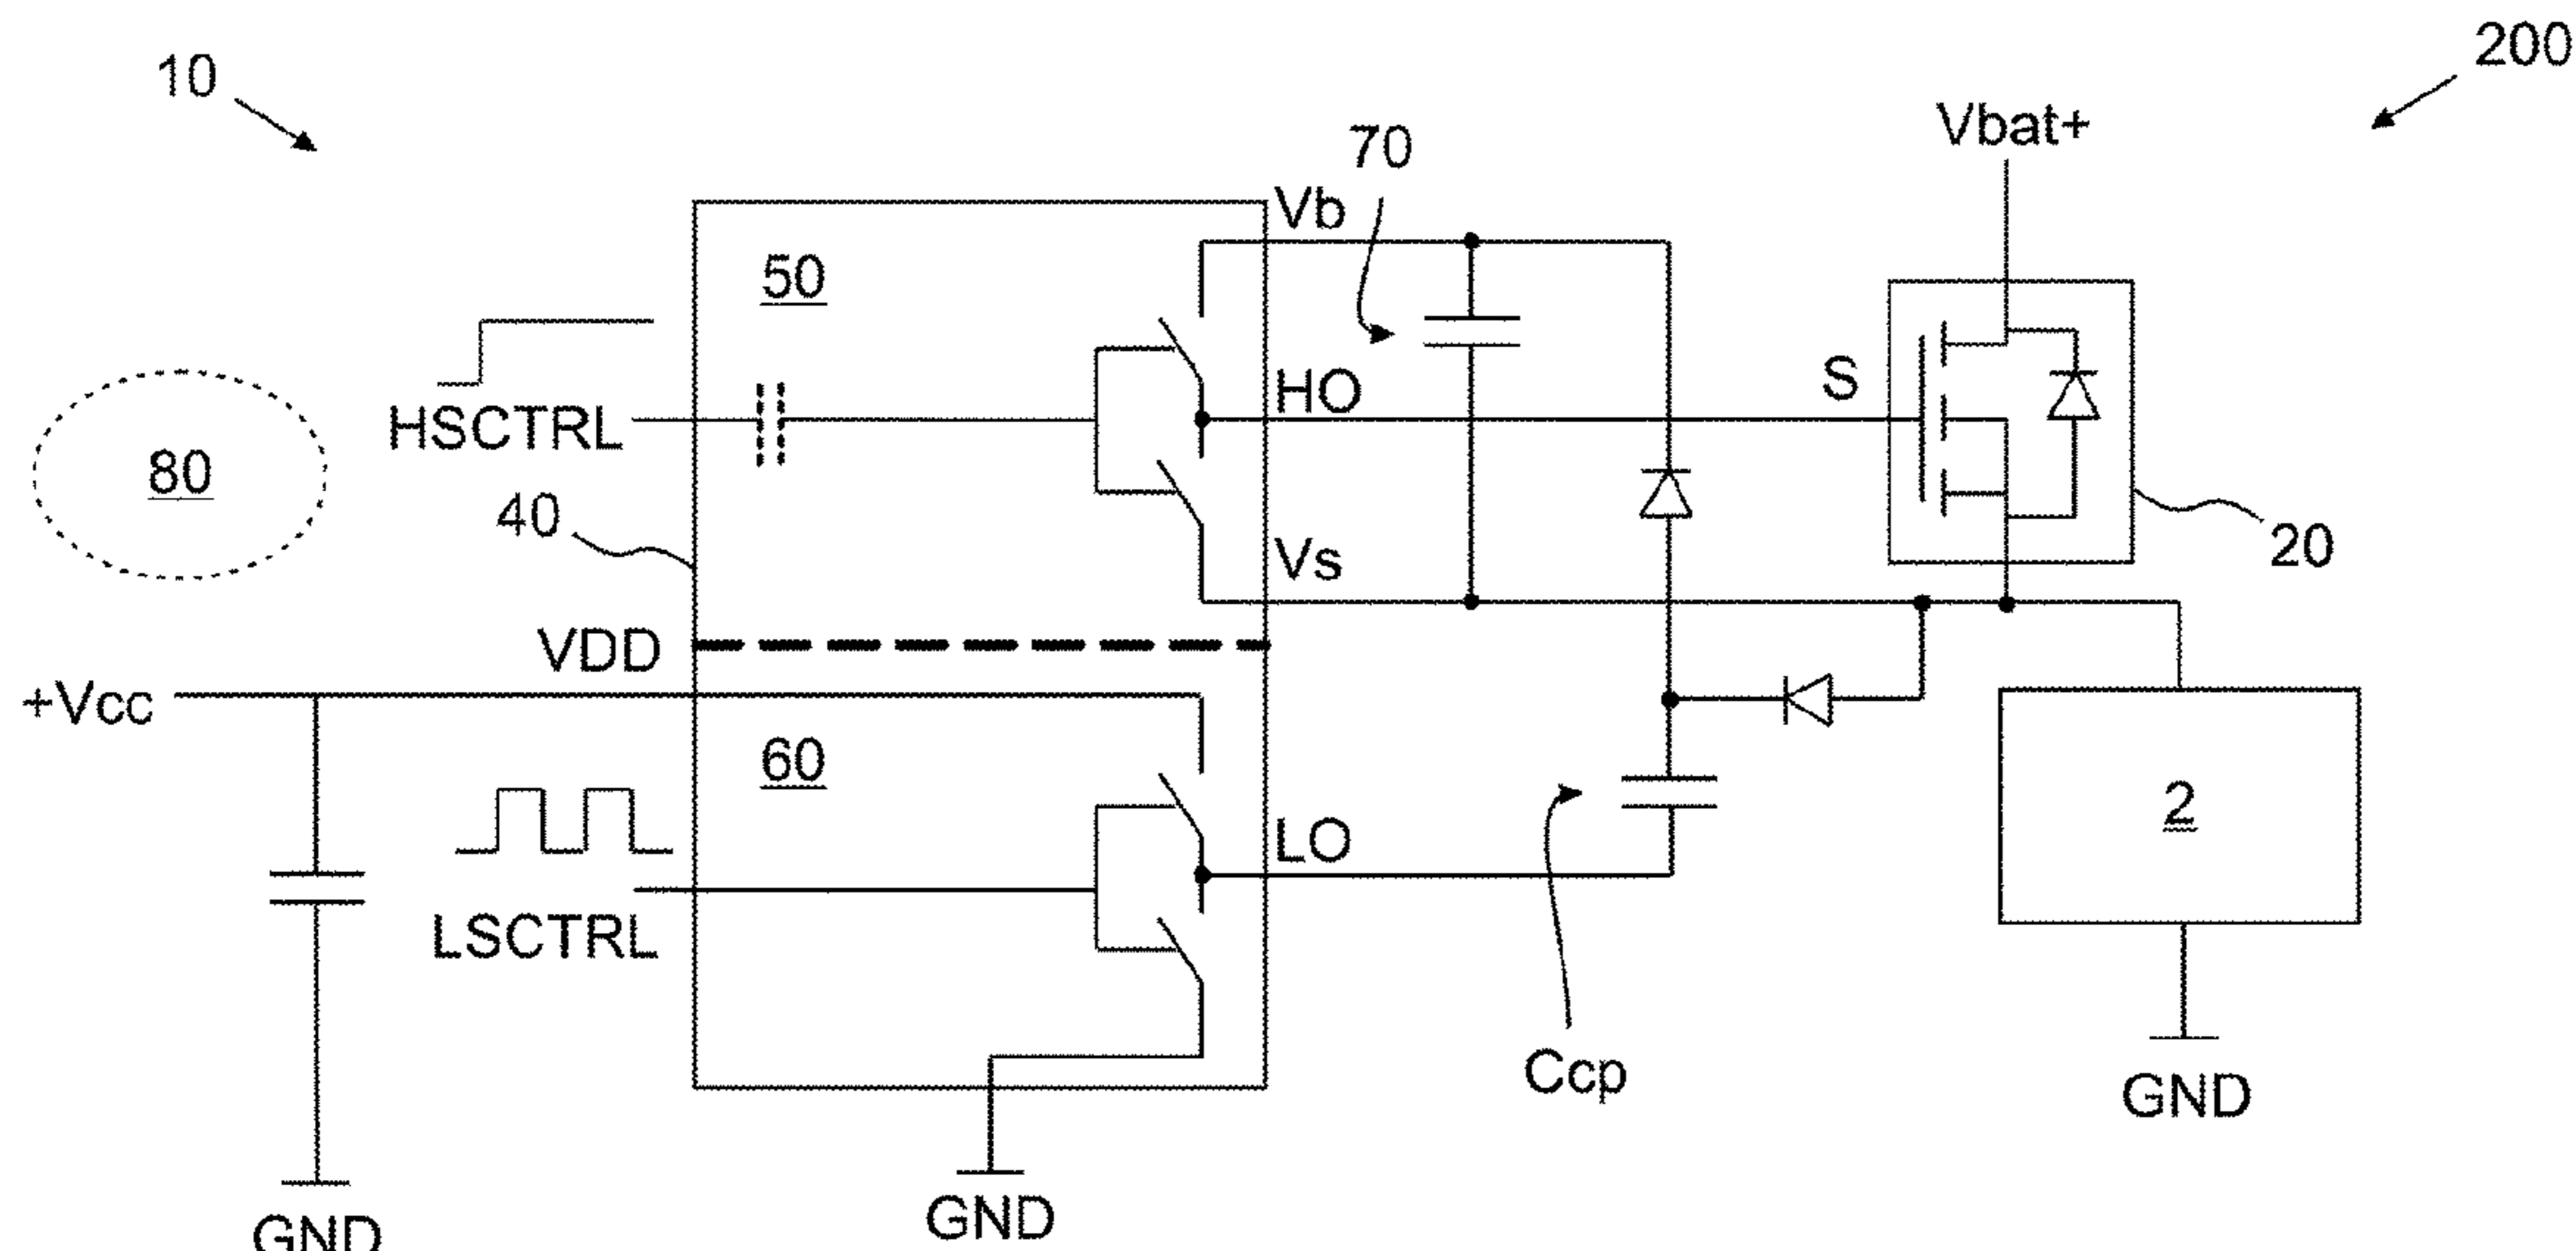 10
200
Vbat+
70
Vb
50
HO
S
HSCTRL
80
40
Vs
20
VDD
+Vcc
60
2
LO
LSCTRL
Ccp
GND
GND
GND